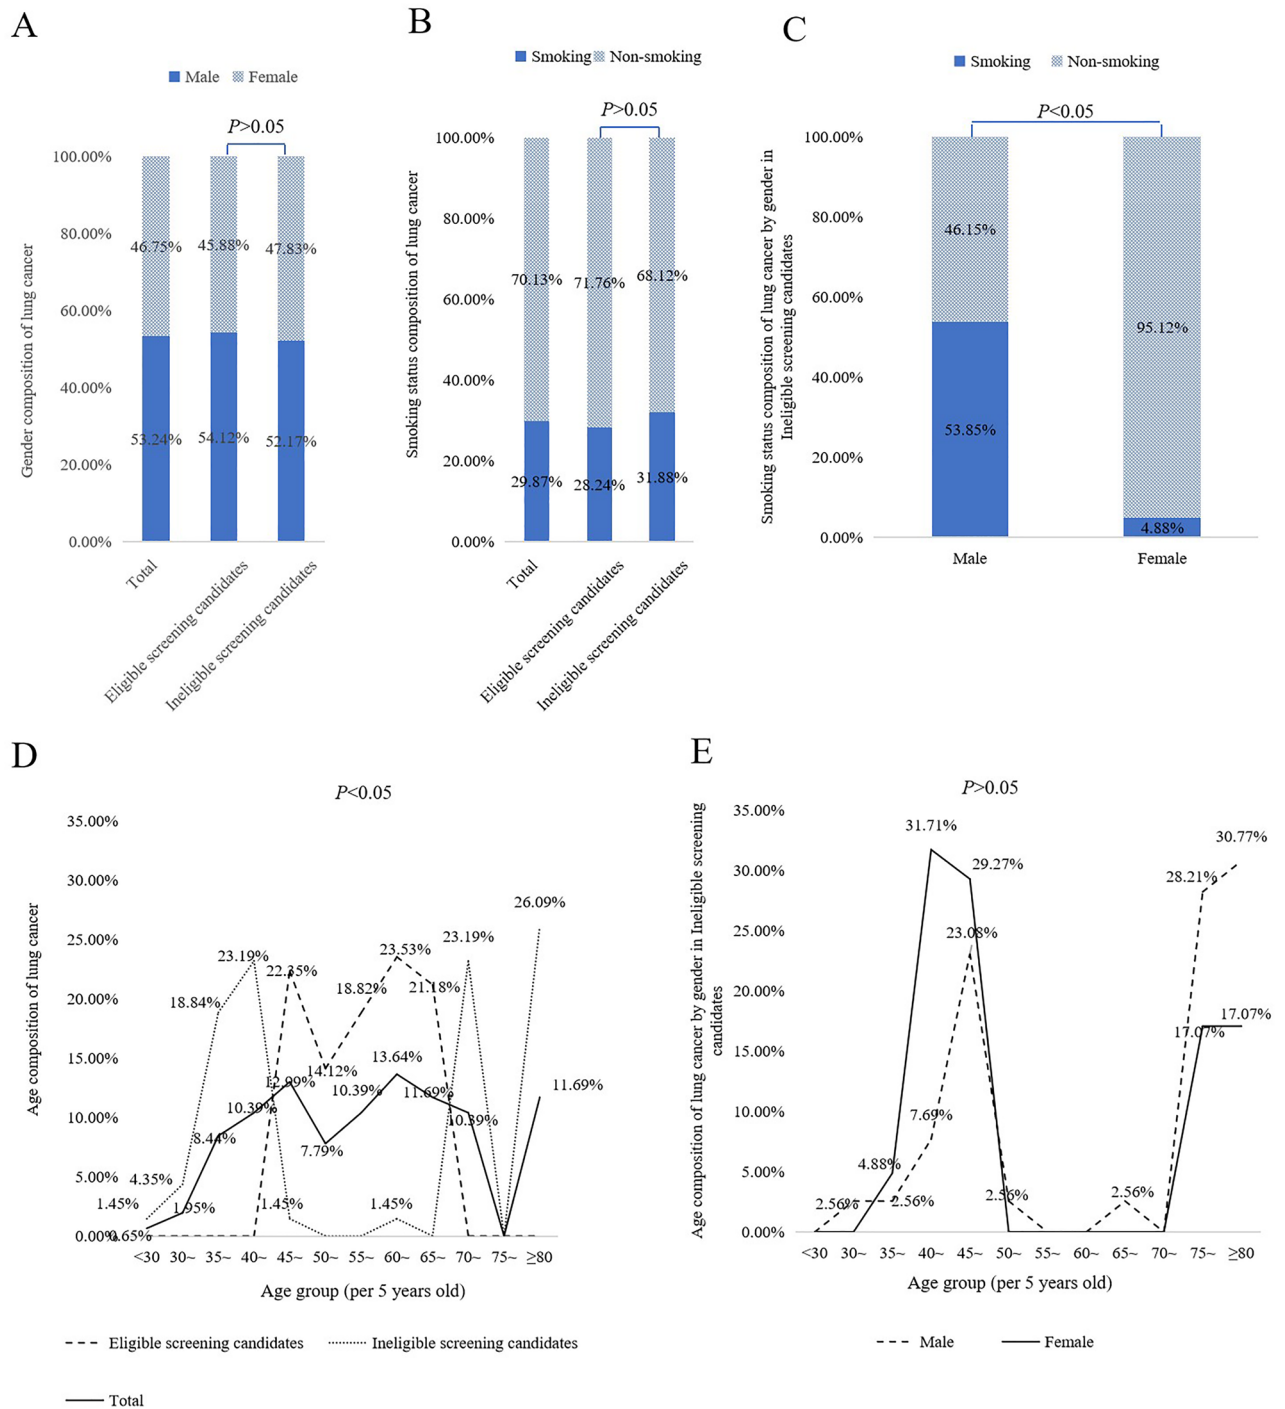 A
Male Female
P>0.05
Gender composition of lung cancer
100.00%
80.00%
60.00%
40.00%
20.00%
0.00%
46.75% 45.88% 47.83%
53.24% 54.12% 52.17%
Total
Eligible screening candidates
Ineligible screening candidates
B
Smoking Non-smoking
P>0.05
Smoking status composition of lung cancer
100.00%
80.00%
60.00%
40.00%
20.00%
0.00%
70.13% 71.76% 68.12%
29.87% 28.24% 31.88%
Total
Eligible screening candidates
Ineligible screening candidates
C
Smoking Non-smoking
P<0.05
Smoking status composition of lung cancer by gender in
Ineligible screening candidates
100.00%
80.00%
60.00%
40.00%
20.00%
0.00%
46.15%
95.12%
53.85%
4.88%
Male Female
D
P<0.05
Age composition of lung cancer
35.00%
30.00%
25.00%
20.00%
15.00%
10.00%
5.00%
0.00%
26.09%
23.19% 23.53% 23.19%
22.35%
18.84% 18.82% 21.18%
14.12% 13.64%
12.99% 10.39% 11.69% 11.69%
10.39% 10.39%
8.44% 7.79%
4.35%
1.45% 1.95% 1.45% 1.45%
0.65%
<30 30~ 35~ 40~ 45~ 50~ 55~ 60~ 65~ 70~ 75~ ≥80
Age group (per 5 years old)
Eligible screening candidates Ineligible screening candidates
Total
E
P>0.05
Age composition of lung cancer by gender in Ineligible screening
candidates
35.00%
30.00%
25.00%
20.00%
15.00%
10.00%
5.00%
0.00%
31.71% 30.77%
29.27% 28.21%
23.08%
17.07% 17.07%
7.69%
4.88%
2.56% 2.56% 2.56% 2.56%
<30 30~ 35~ 40~ 45~ 50~ 55~ 60~ 65~ 70~ 75~ ≥80
Age group (per 5 years old)
Male Female